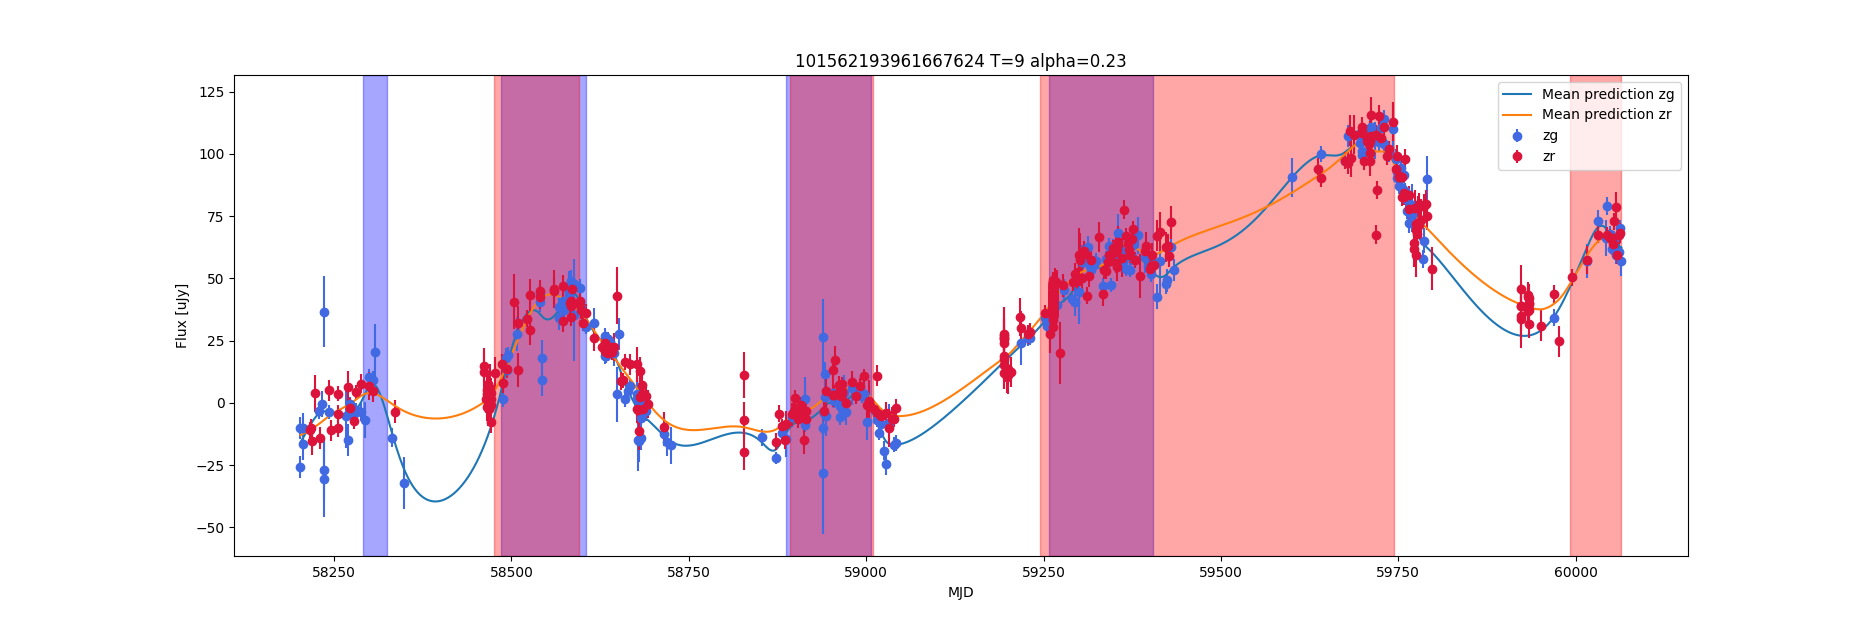 101562193961667624 T=9 alpha=0.23
125
100
75
50
25
0
−25
−50
Flux [uJy]
58250
58500
58750
59000
59250
59500
59750
60000
MJD
Mean prediction zg
Mean prediction zr
zg
zr